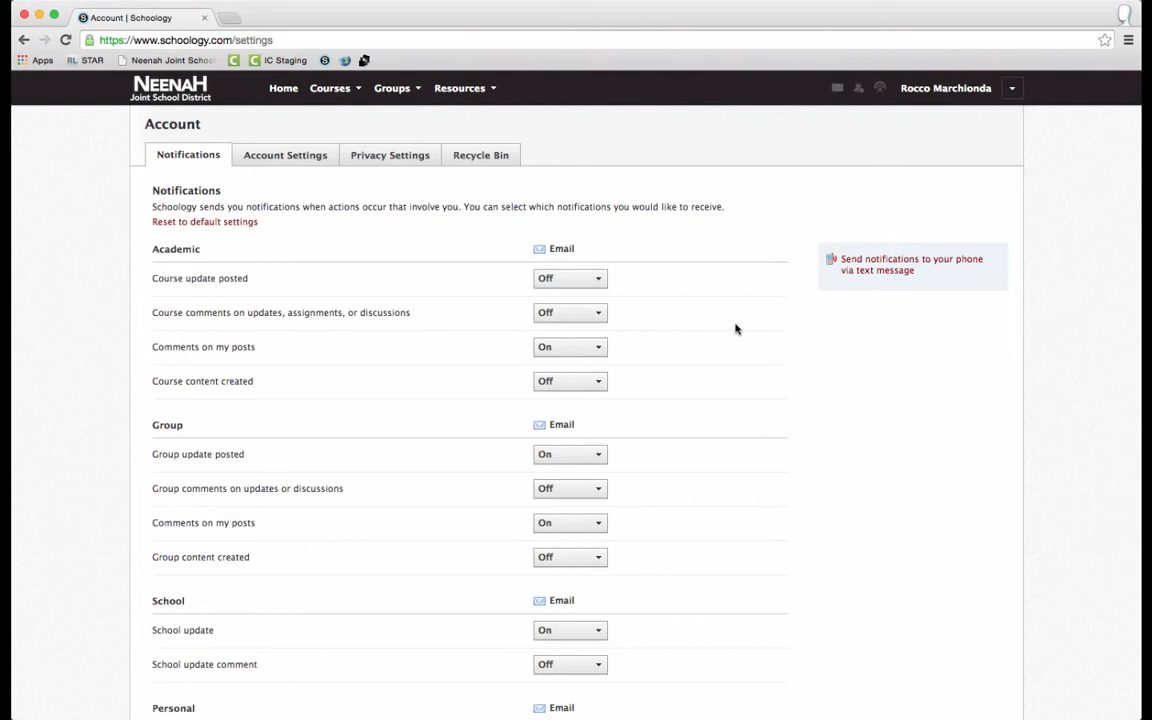 Account | Schoology
https://www.schoology.com/settings
Apps RL STAR Neenah Joint School IC Staging
NEENAH
Joint School District
Home Courses Groups Resources Rocco Marchionda
Account
Notifications Account Settings Privacy Settings Recycle Bin
Notifications
Schoology sends you notifications when actions occur that involve you. You can select which notifications you would like to receive.
Reset to default settings
Academic Email
Send notifications to your phone
via text message
Course update posted Off
Course comments on updates, assignments, or discussions Off
Comments on my posts On
Course content created Off
Group Email
Group update posted On
Group comments on updates or discussions Off
Comments on my posts On
Group content created Off
School Email
School update On
School update comment Off
Personal Email